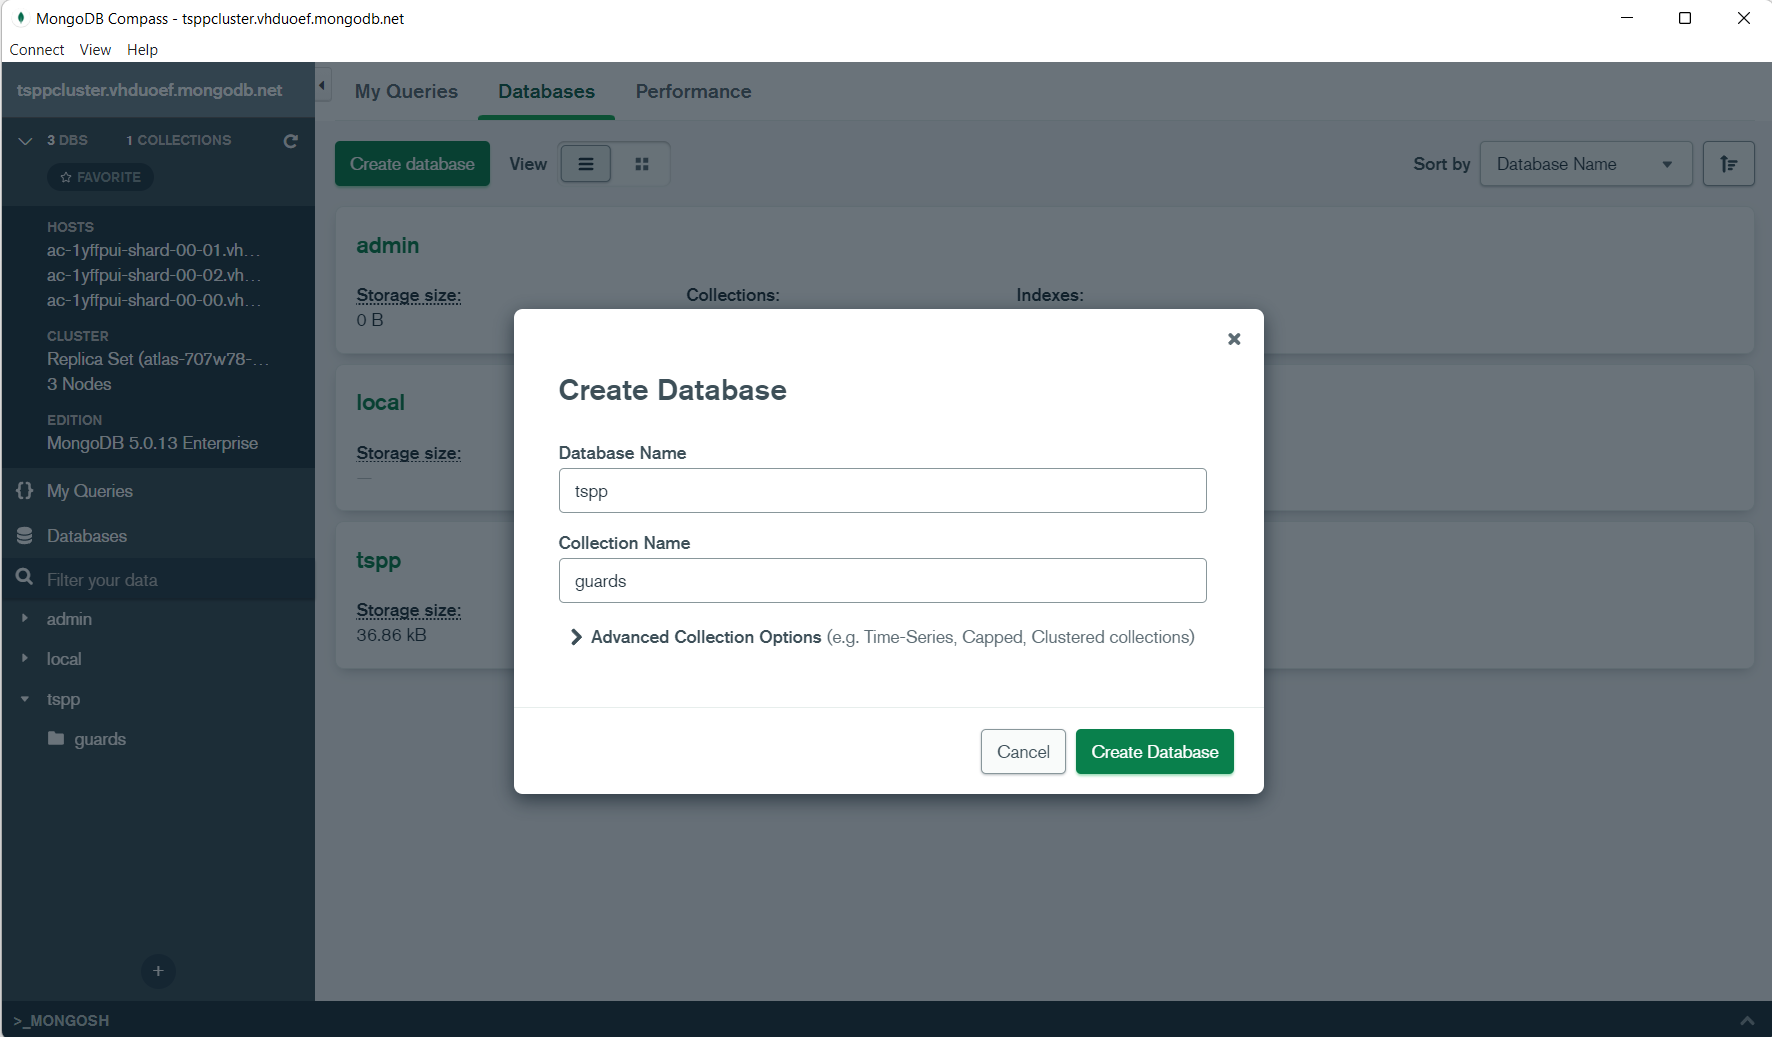 MongoDB Compass - tsppcluster.vhduoef.mongodb.net
Connect View Help
tsppcluster.vhduoef.mongodb.net
3 DBS 1 COLLECTIONS
FAVORITE
HOSTS
ac-1yffpui-shard-00-01.vh...
ac-1yffpui-shard-00-02.vh...
ac-1yffpui-shard-00-00.vh...
CLUSTER
Replica Set (atlas-707w78-...
3 Nodes
EDITION
MongoDB 5.0.13 Enterprise
{} My Queries
Databases
Filter your data
admin
local
tspp
guards
+
My Queries Databases Performance
Create database View Sort by Database Name
admin
Storage size: Collections: Indexes:
0 B
local
Storage size:
—
tspp
Storage size:
36.86 kB
Create Database
Database Name
tspp
Collection Name
guards
Advanced Collection Options (e.g. Time-Series, Capped, Clustered collections)
Cancel Create Database
>_MONGOSH